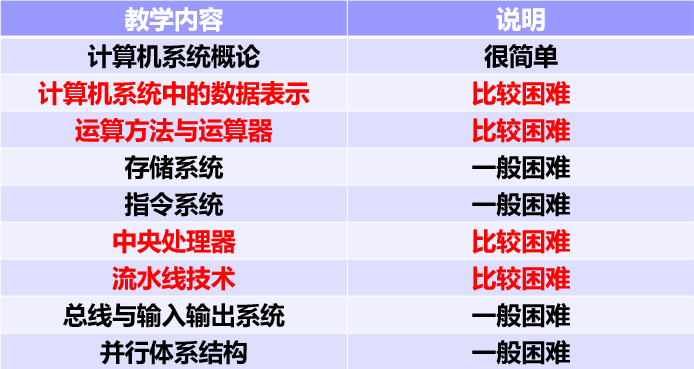 教学内容 说明
计算机系统概论 很简单
计算机系统中的数据表示 比较困难
运算方法与运算器 比较困难
存储系统 一般困难
指令系统 一般困难
中央处理器 比较困难
流水线技术 比较困难
总线与输入输出系统 一般困难
并行体系结构 一般困难